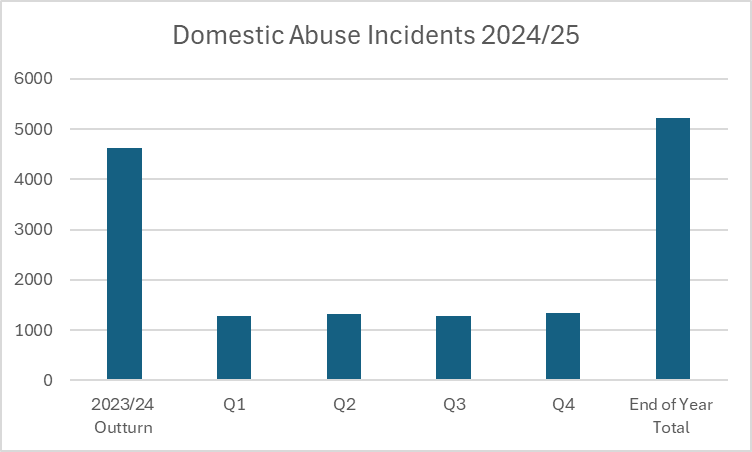 Domestic Abuse Incidents 2024/25
6000
5000
4000
3000
2000
1000
0
2023/24
Outturn
Q1
Q2
Q3
Q4
End of Year
Total